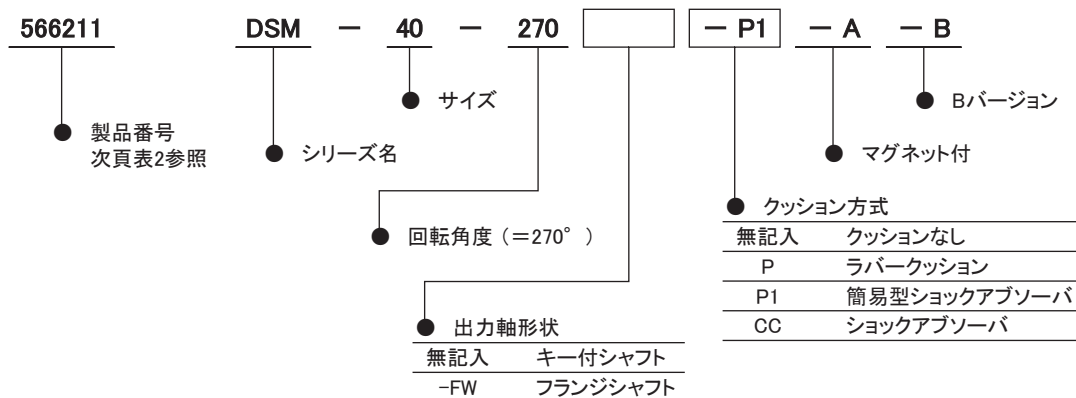 566211 DSM － 40 － 270 － P1 － A － B
● サイズ
● Bバージョン
● 製品番号
次頁表2参照
● シリーズ名
● マグネット付
● クッション方式
無記入 クッションなし
P ラバークッション
P1 簡易型ショックアブソーバ
CC ショックアブソーバ
● 回転角度（＝270°）
● 出力軸形状
無記入 キー付シャフト
-FW フランジシャフト